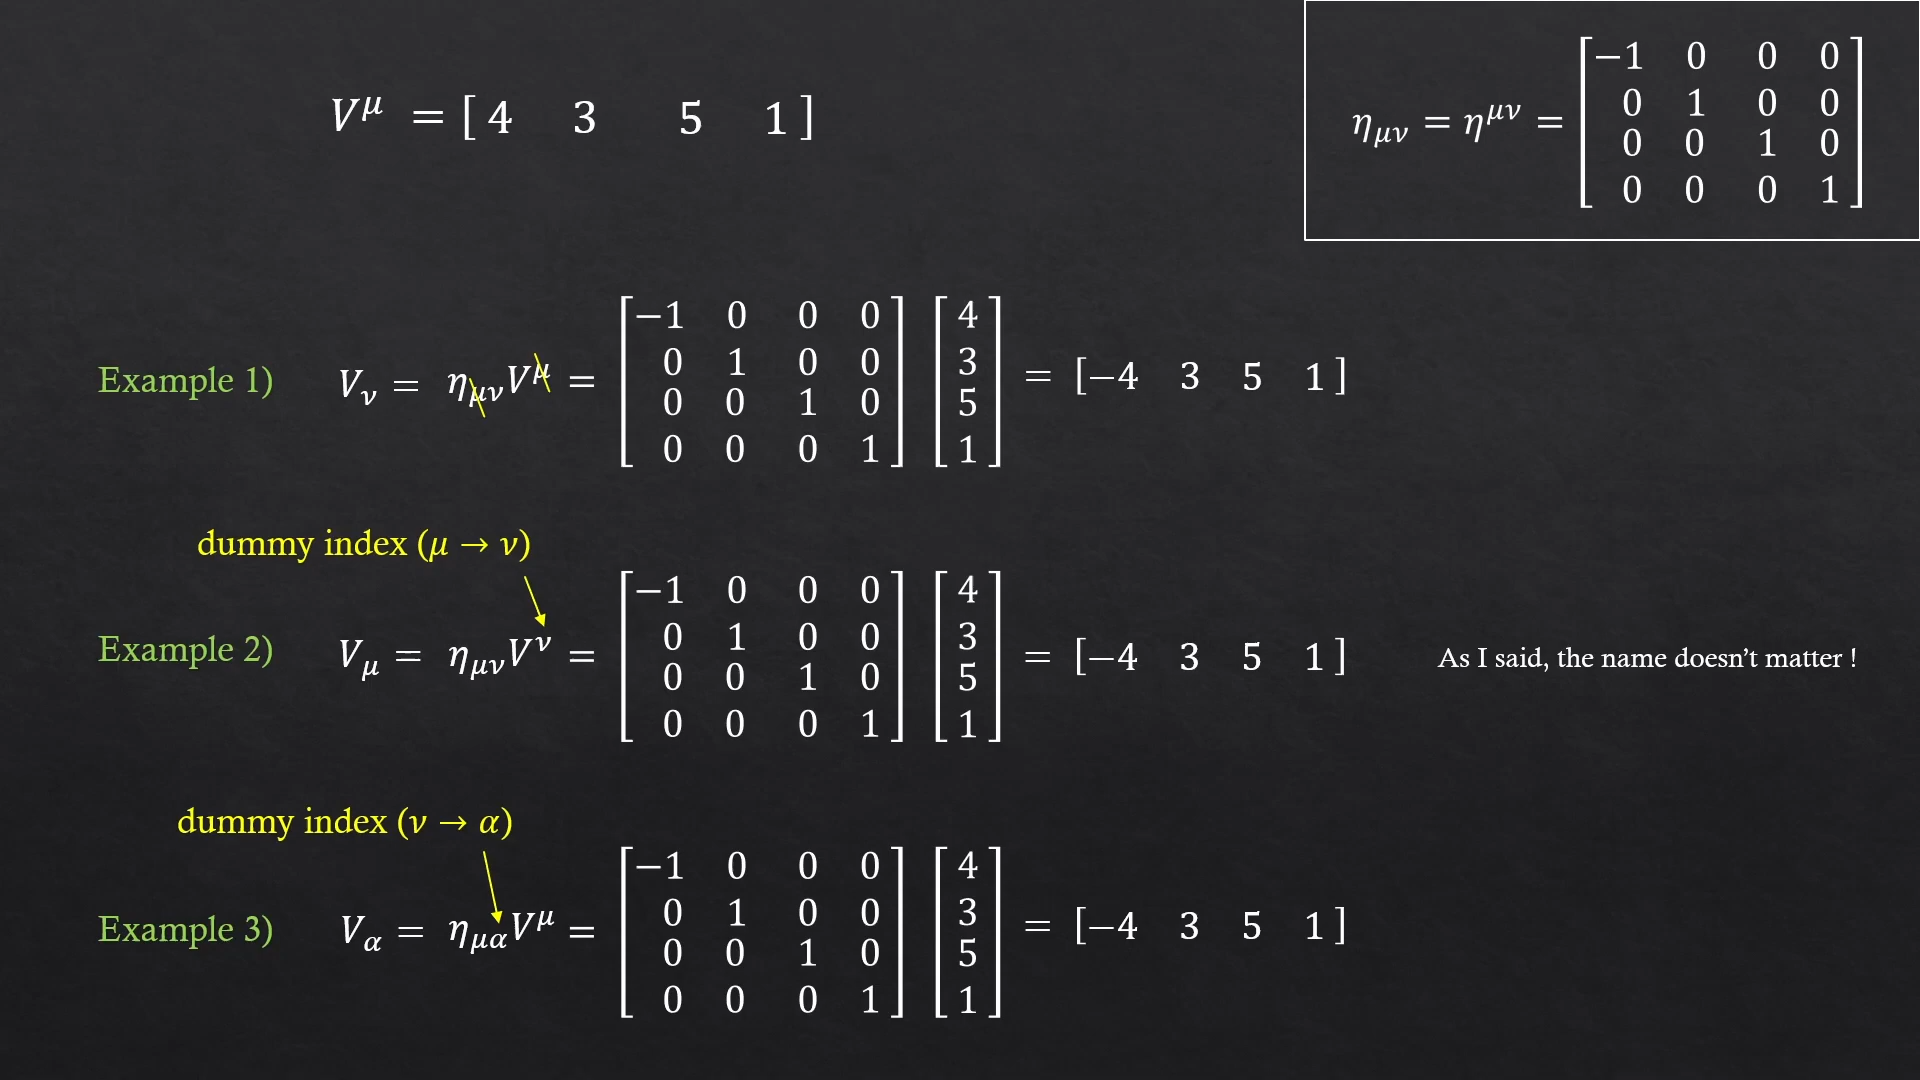 V^μ = [ 4 3 5 1 ]
η_μν = η^μν = [ −1 0 0 0
0 1 0 0
0 0 1 0
0 0 0 1 ]
Example 1) V_ν = η_μν V^μ = [ −1 0 0 0
0 1 0 0
0 0 1 0
0 0 0 1 ] [ 4
3
5
1 ] = [−4 3 5 1 ]
dummy index (μ → ν)
Example 2) V_μ = η_μν V^ν = [ −1 0 0 0
0 1 0 0
0 0 1 0
0 0 0 1 ] [ 4
3
5
1 ] = [−4 3 5 1 ] As I said, the name doesn’t matter !
dummy index (ν → α)
Example 3) V_α = η_μα V^μ = [ −1 0 0 0
0 1 0 0
0 0 1 0
0 0 0 1 ] [ 4
3
5
1 ] = [−4 3 5 1 ]